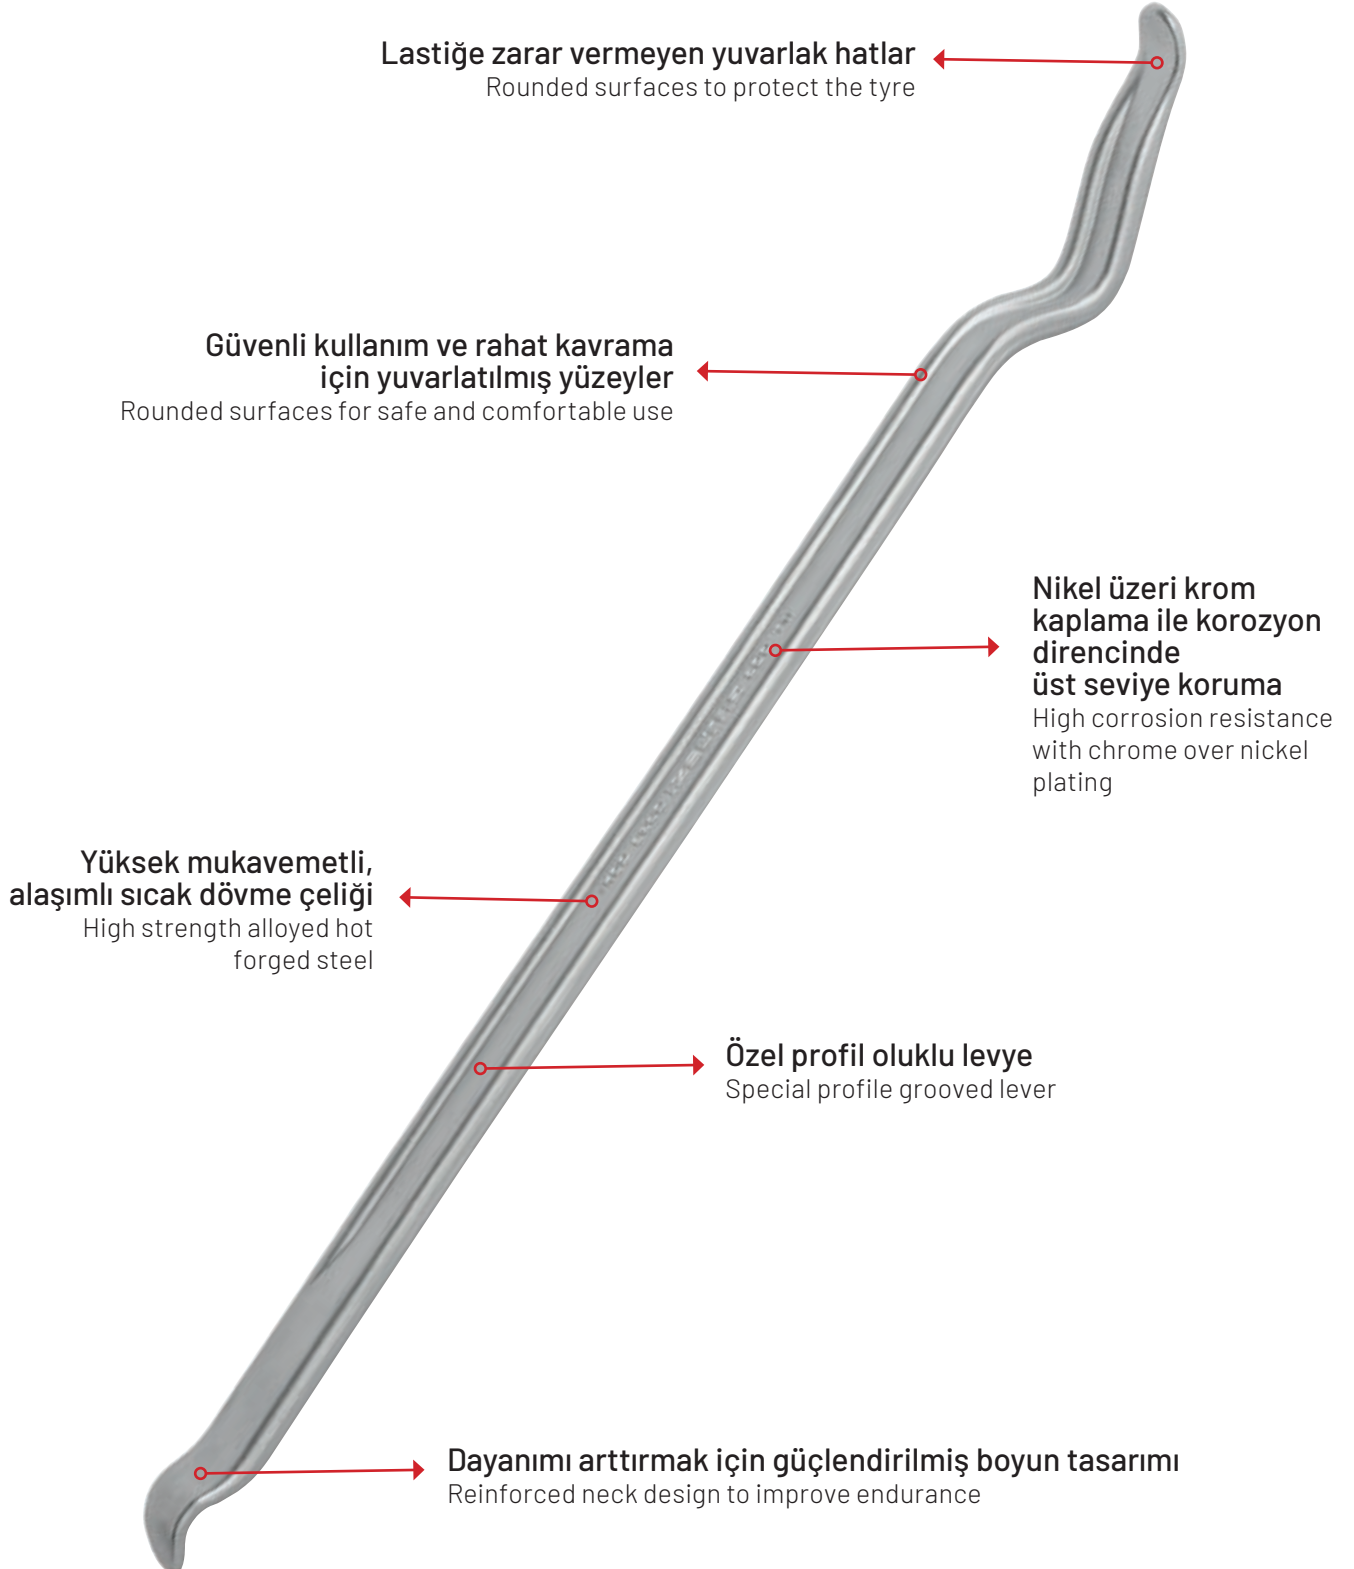 Lastiğe zarar vermeyen yuvarlak hatlar
Rounded surfaces to protect the tyre
Güvenli kullanım ve rahat kavrama
için yuvarlatılmış yüzeyler
Rounded surfaces for safe and comfortable use
Nikel üzeri krom
kaplama ile korozyon
direncinde
üst seviye koruma
High corrosion resistance
with chrome over nickel
plating
Yüksek mukavemetli,
alaşımlı sıcak dövme çeliği
High strength alloyed hot
forged steel
Özel profil oluklu levye
Special profile grooved lever
Dayanımı arttırmak için güçlendirilmiş boyun tasarımı
Reinforced neck design to improve endurance